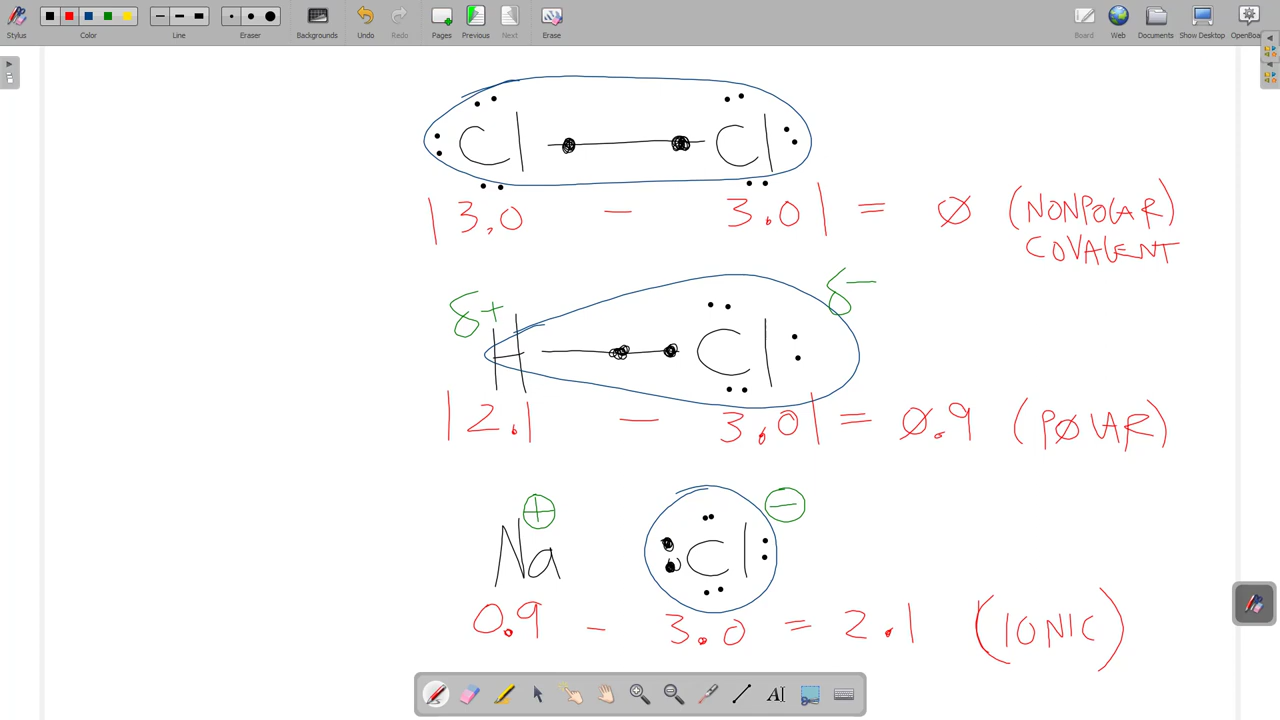 Stylus Color Line Eraser Backgrounds Undo Redo Pages Previous Next Erase Board Web Documents Show Desktop OpenBoard
Cl Cl
|3.0 - 3.0| = Ø (NONPOLAR)
COVALENT
δ+ δ-
H Cl
|2.1 - 3.0| = Ø.9 (PØLAR)
+ -
Na Cl
0.9 - 3.0 = 2.1 (IONIC)
AI